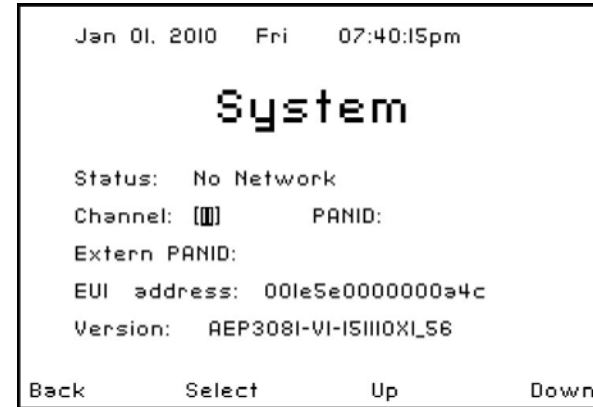 Jan 01, 2010 Fri 07:40:15pm
System
Status: No Network
Channel: [] PANID:
Extern PANID:
EUI address: 001e5e0000000a4c
Version: AEP3081-V1-151110X1_56
Back Select Up Down